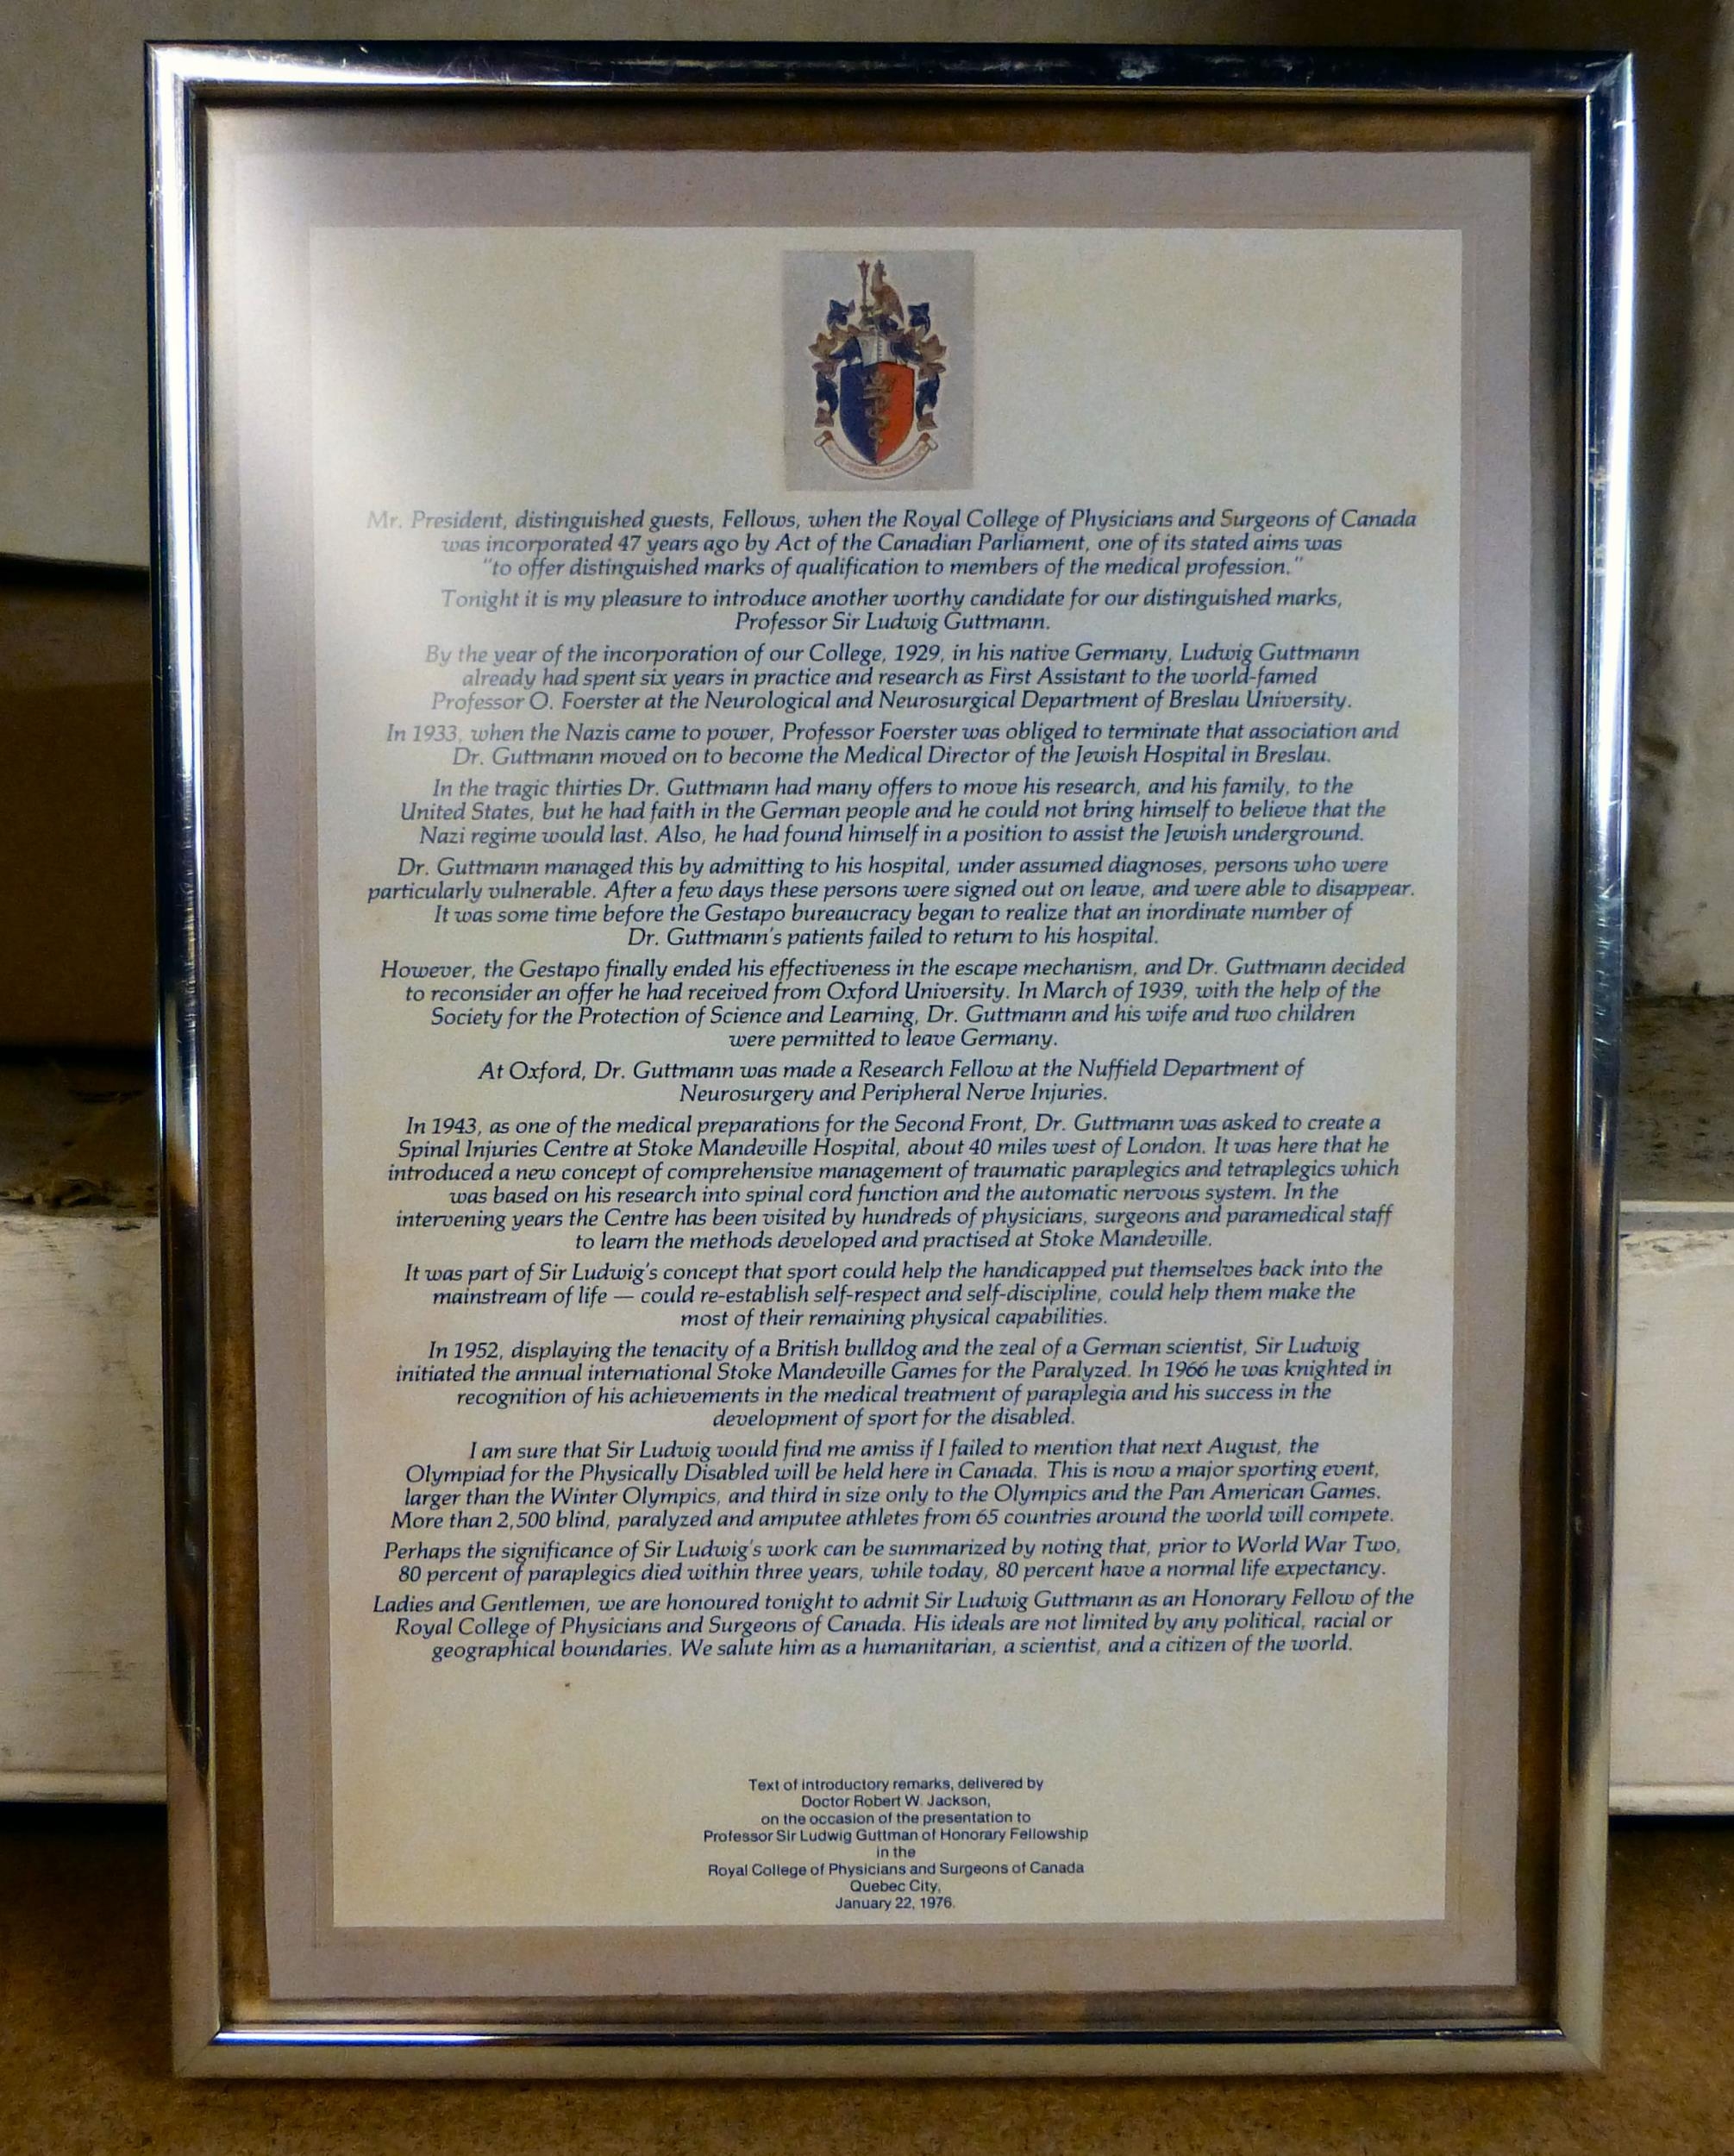 Mr. President, distinguished guests, Fellows, when the Royal College of Physicians and Surgeons of Canada
was incorporated 47 years ago by Act of the Canadian Parliament, one of its stated aims was
"to offer distinguished marks of qualification to members of the medical profession."
Tonight it is my pleasure to introduce another worthy candidate for our distinguished marks,
Professor Sir Ludwig Guttmann.
By the year of the incorporation of our College, 1929, in his native Germany, Ludwig Guttmann
already had spent six years in practice and research as First Assistant to the world-famed
Professor O. Foerster at the Neurological and Neurosurgical Department of Breslau University.
In 1933, when the Nazis came to power, Professor Foerster was obliged to terminate that association and
Dr. Guttmann moved on to become the Medical Director of the Jewish Hospital in Breslau.
In the tragic thirties Dr. Guttmann had many offers to move his research, and his family, to the
United States, but he had faith in the German people and he could not bring himself to believe that the
Nazi regime would last. Also, he had found himself in a position to assist the Jewish underground.
Dr. Guttmann managed this by admitting to his hospital, under assumed diagnoses, persons who were
particularly vulnerable. After a few days these persons were signed out on leave, and were able to disappear.
It was some time before the Gestapo bureaucracy began to realize that an inordinate number of
Dr. Guttmann's patients failed to return to his hospital.
However, the Gestapo finally ended his effectiveness in the escape mechanism, and Dr. Guttmann decided
to reconsider an offer he had received from Oxford University. In March of 1939, with the help of the
Society for the Protection of Science and Learning, Dr. Guttmann and his wife and two children
were permitted to leave Germany.
At Oxford, Dr. Guttmann was made a Research Fellow at the Nuffield Department of
Neurosurgery and Peripheral Nerve Injuries.
In 1943, as one of the medical preparations for the Second Front, Dr. Guttmann was asked to create a
Spinal Injuries Centre at Stoke Mandeville Hospital, about 40 miles west of London. It was here that he
introduced a new concept of comprehensive management of traumatic paraplegics and tetraplegics which
was based on his research into spinal cord function and the automatic nervous system. In the
intervening years the Centre has been visited by hundreds of physicians, surgeons and paramedical staff
to learn the methods developed and practised at Stoke Mandeville.
It was part of Sir Ludwig's concept that sport could help the handicapped put themselves back into the
mainstream of life — could re-establish self-respect and self-discipline, could help them make the
most of their remaining physical capabilities.
In 1952, displaying the tenacity of a British bulldog and the zeal of a German scientist, Sir Ludwig
initiated the annual international Stoke Mandeville Games for the Paralyzed. In 1966 he was knighted in
recognition of his achievements in the medical treatment of paraplegia and his success in the
development of sport for the disabled.
I am sure that Sir Ludwig would find me amiss if I failed to mention that next August, the
Olympiad for the Physically Disabled will be held here in Canada. This is now a major sporting event,
larger than the Winter Olympics, and third in size only to the Olympics and the Pan American Games.
More than 2,500 blind, paralyzed and amputee athletes from 65 countries around the world will compete.
Perhaps the significance of Sir Ludwig's work can be summarized by noting that, prior to World War Two,
80 percent of paraplegics died within three years, while today, 80 percent have a normal life expectancy.
Ladies and Gentlemen, we are honoured tonight to admit Sir Ludwig Guttmann as an Honorary Fellow of the
Royal College of Physicians and Surgeons of Canada. His ideals are not limited by any political, racial or
geographical boundaries. We salute him as a humanitarian, a scientist, and a citizen of the world.
Text of introductory remarks, delivered by
Doctor Robert W. Jackson,
on the occasion of the presentation to
Professor Sir Ludwig Guttman of Honorary Fellowship
in the
Royal College of Physicians and Surgeons of Canada
Quebec City,
January 22, 1976.